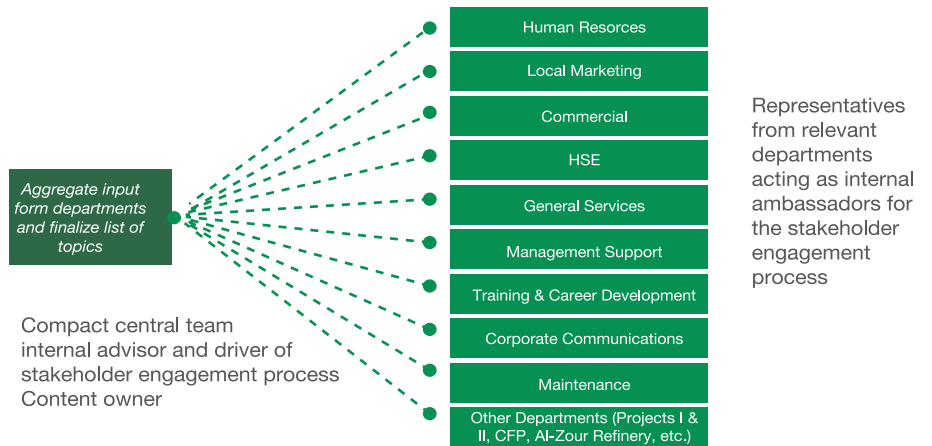 Aggregate input
form departments
and finalize list of
topics
Compact central team
internal advisor and driver of
stakeholder engagement process
Content owner
Human Resorces
Local Marketing
Commercial
HSE
General Services
Management Support
Training & Career Development
Corporate Communications
Maintenance
Other Departments (Projects I &
II, CFP, Al-Zour Refinery, etc.)
Representatives
from relevant
departments
acting as internal
ambassadors for
the stakeholder
engagement
process